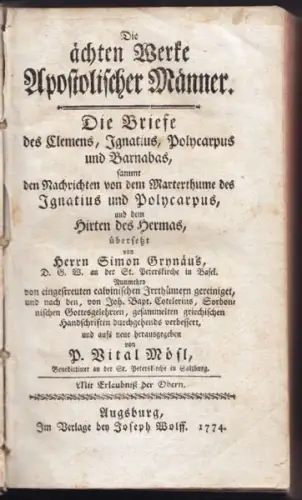 Die
ächten Werke
Apostolischer Männer.
Die Briefe
des Clemens, Ignatius, Polycarpus
und Barnabas,
sammt
den Nachrichten von dem Marterthume des
Ignatius und Polycarpus,
und dem
Hirten des Hermas,
übersetzt
von
Herrn Simon Grynäus,
D. G. W. an der St. Peterskirche in Basel.
Nunmehro
von eingestreuten calvinischen Irrthümern gereiniget,
und nach den, von Joh. Bapt. Cotelerius, Sorbon-
nischen Gottesgelehrten, gesammelten griechischen
Handschriften durchgehends verbessert,
und aufs neue herausgegeben
von
P. Vital Mösl,
Benedictiner an der St. Peterskirche in Salzburg.
Mit Erlaubniß der Obern.
Augsburg,
Im Verlage bey Joseph Wolff. 1774.